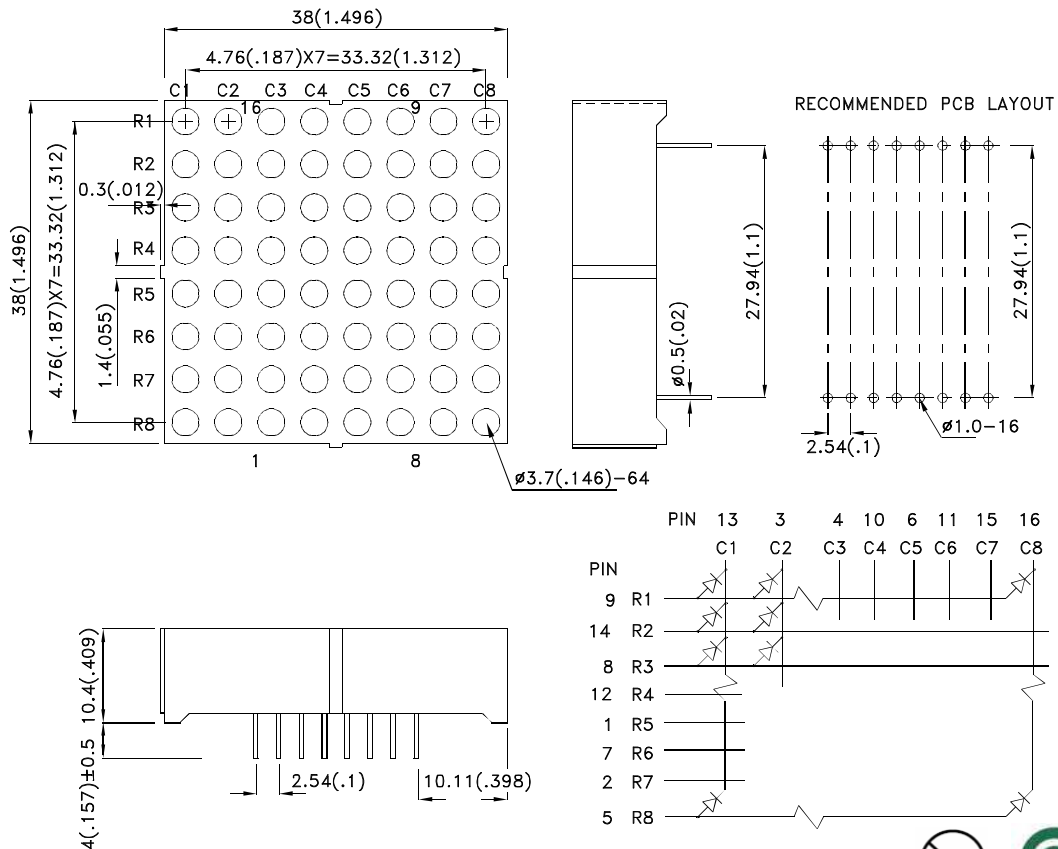 38(1.496)
4.76(.187)X7=33.32(1.312)
C1 C2 C3 C4 C5 C6 C7 C8
16 9
R1
R2
0.3(.012)
R3
R4
R5
R6
R7
R8
38(1.496)
4.76(.187)X7=33.32(1.312)
1.4(.055)
1 8
ø3.7(.146)-64
27.94(1.1)
ø0.5(.02)
RECOMMENDED PCB LAYOUT
27.94(1.1)
ø1.0-16
2.54(.1)
10.4(.409)
4(.157)±0.5
2.54(.1)
10.11(.398)
PIN 13 3 4 10 6 11 15 16
C1 C2 C3 C4 C5 C6 C7 C8
PIN
9 R1
14 R2
8 R3
12 R4
1 R5
7 R6
2 R7
5 R8